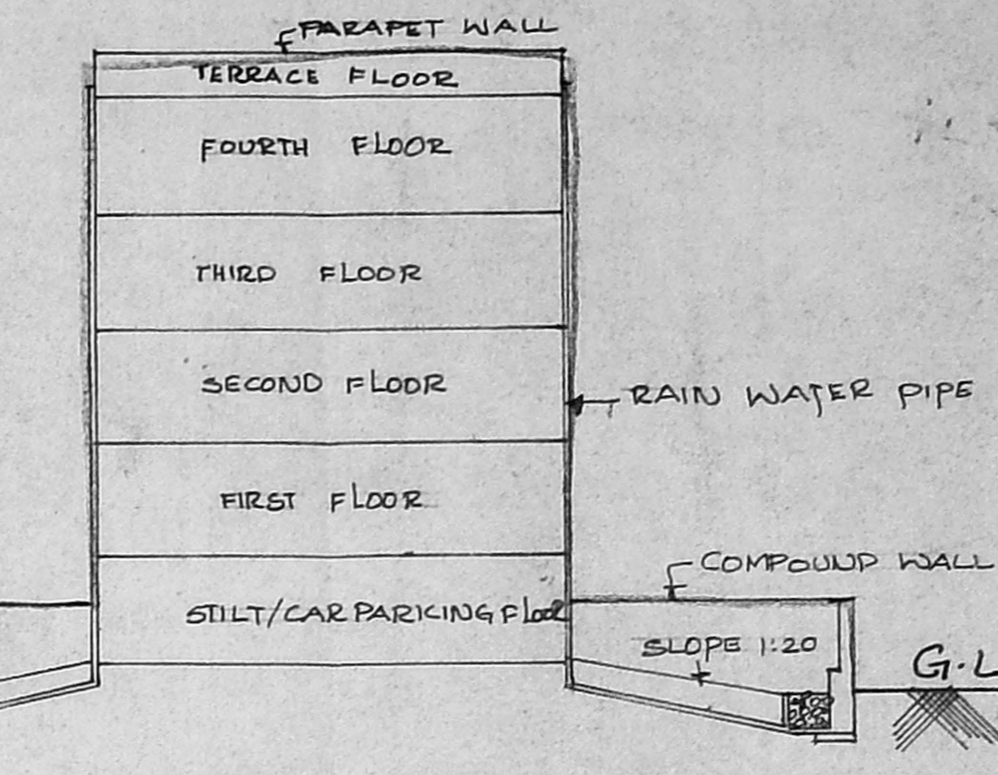 PARAPET WALL
TERRACE FLOOR
FOURTH FLOOR
THIRD FLOOR
SECOND FLOOR
RAIN WATER PIPE
FIRST FLOOR
COMPOUND WALL
STILT/CAR PARKING Floor
SLOPE 1:20
G.L